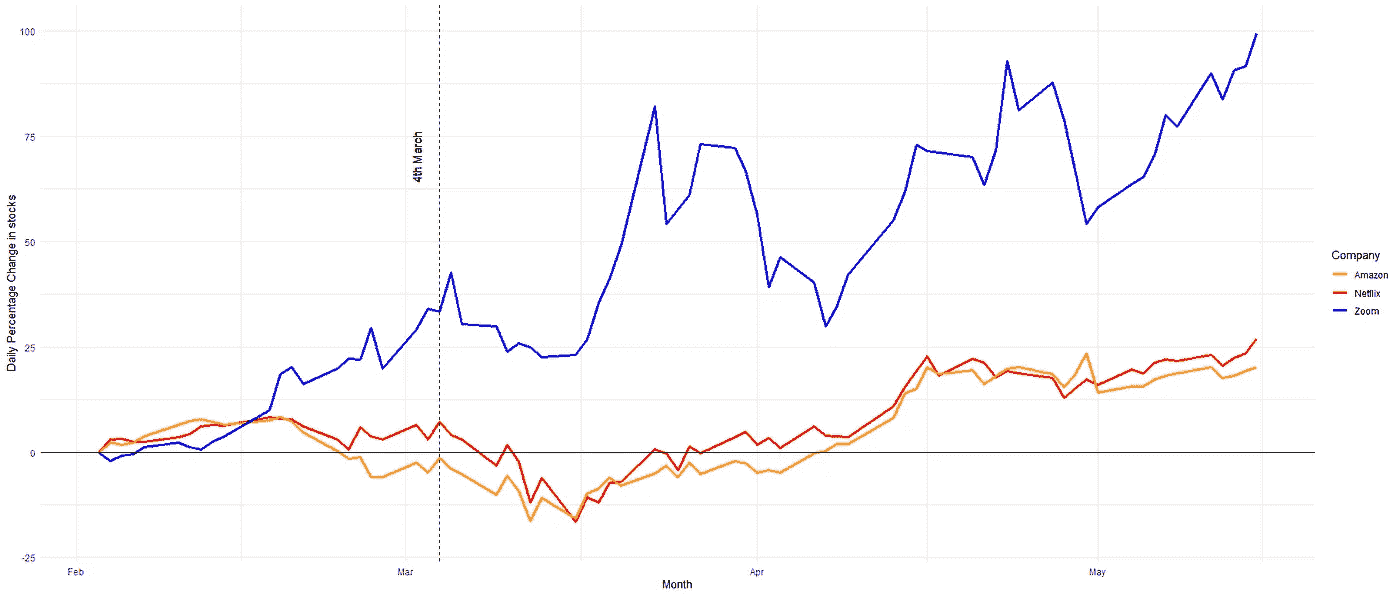 100
75
50
25
0
-25
Daily Percentage Change in stocks
4th March
Feb
Mar
Apr
May
Month
Company
Amazon
Netflix
Zoom